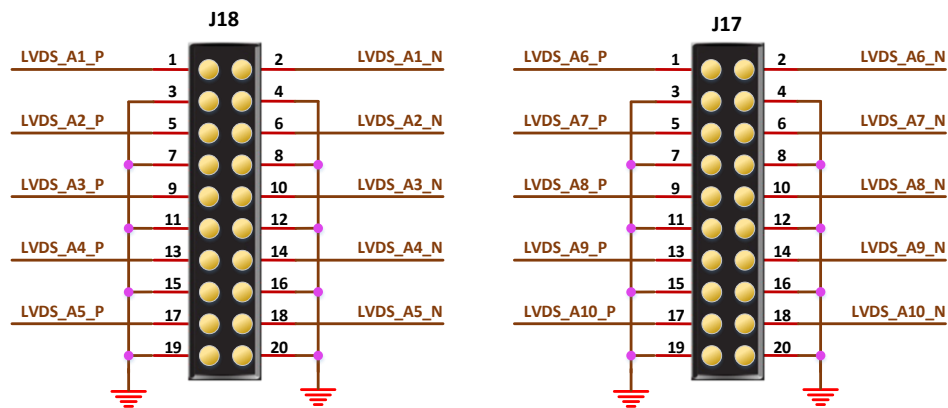 J18
LVDS_A1_P 1 2 LVDS_A1_N
3 4
LVDS_A2_P 5 6 LVDS_A2_N
7 8
LVDS_A3_P 9 10 LVDS_A3_N
11 12
LVDS_A4_P 13 14 LVDS_A4_N
15 16
LVDS_A5_P 17 18 LVDS_A5_N
19 20
J17
LVDS_A6_P 1 2 LVDS_A6_N
3 4
LVDS_A7_P 5 6 LVDS_A7_N
7 8
LVDS_A8_P 9 10 LVDS_A8_N
11 12
LVDS_A9_P 13 14 LVDS_A9_N
15 16
LVDS_A10_P 17 18 LVDS_A10_N
19 20